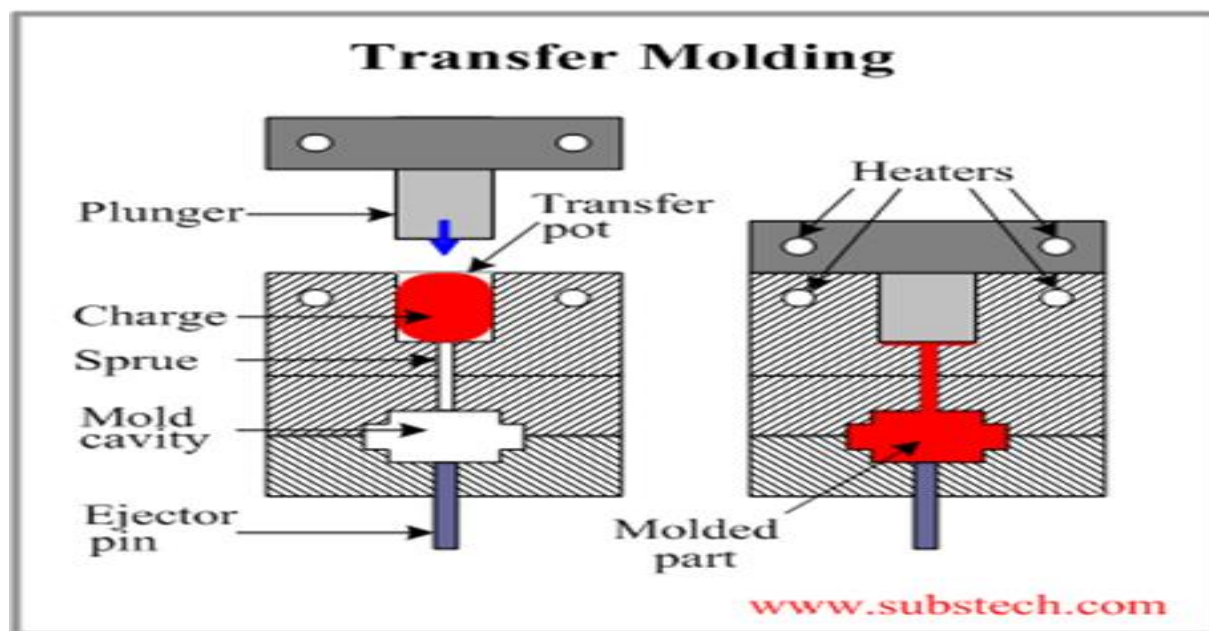 Transfer Molding
Plunger
Transfer
pot
Heaters
Charge
Sprue
Mold
cavity
Ejector
pin
Molded
part
www.substech.com